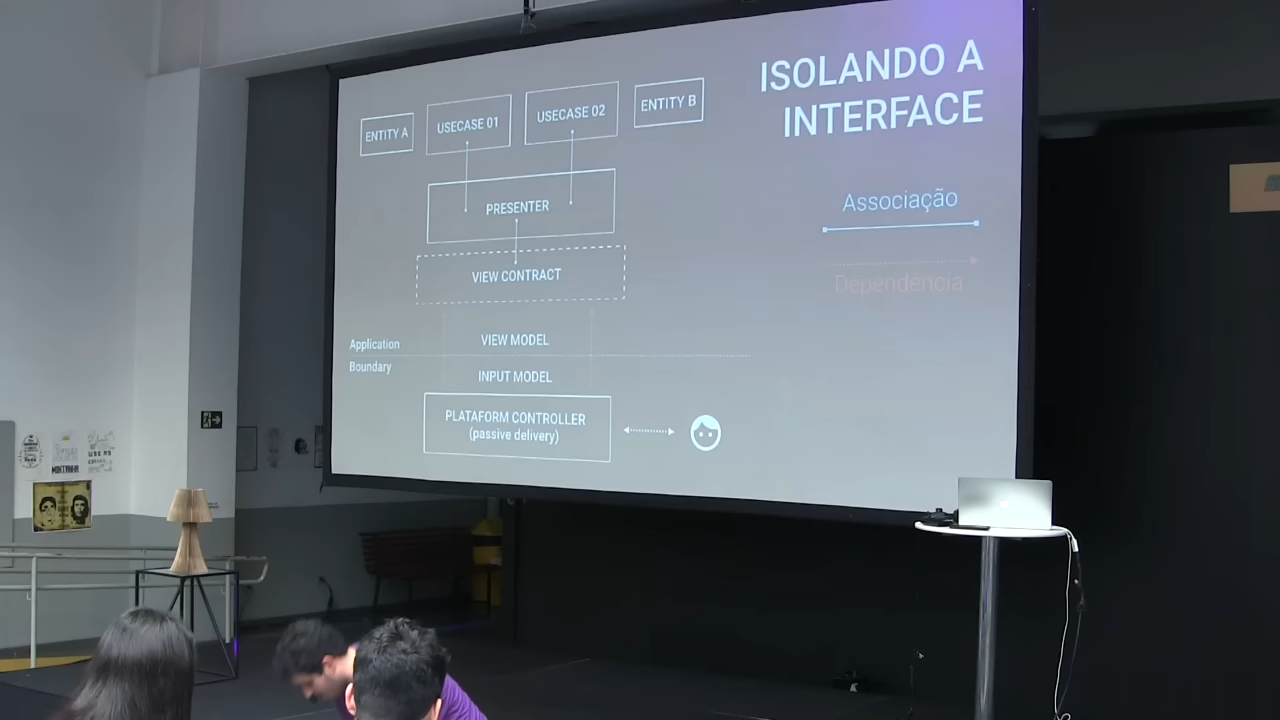 ISOLANDO A
INTERFACE
ENTITY A
USECASE 01
USECASE 02
ENTITY B
PRESENTER
VIEW CONTRACT
Associação
Dependência
Application
Boundary
VIEW MODEL
INPUT MODEL
PLATAFORM CONTROLLER
(passive delivery)
MONTANHA